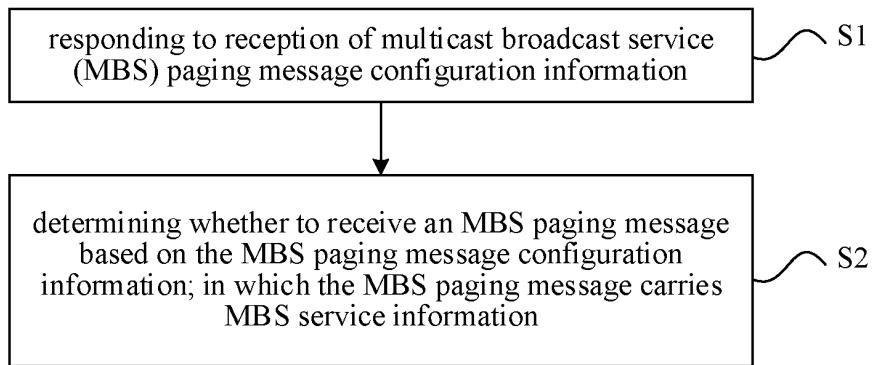 responding to reception of multicast broadcast service
(MBS) paging message configuration information
S1
determining whether to receive an MBS paging message
based on the MBS paging message configuration
information; in which the MBS paging message carries
MBS service information
S2